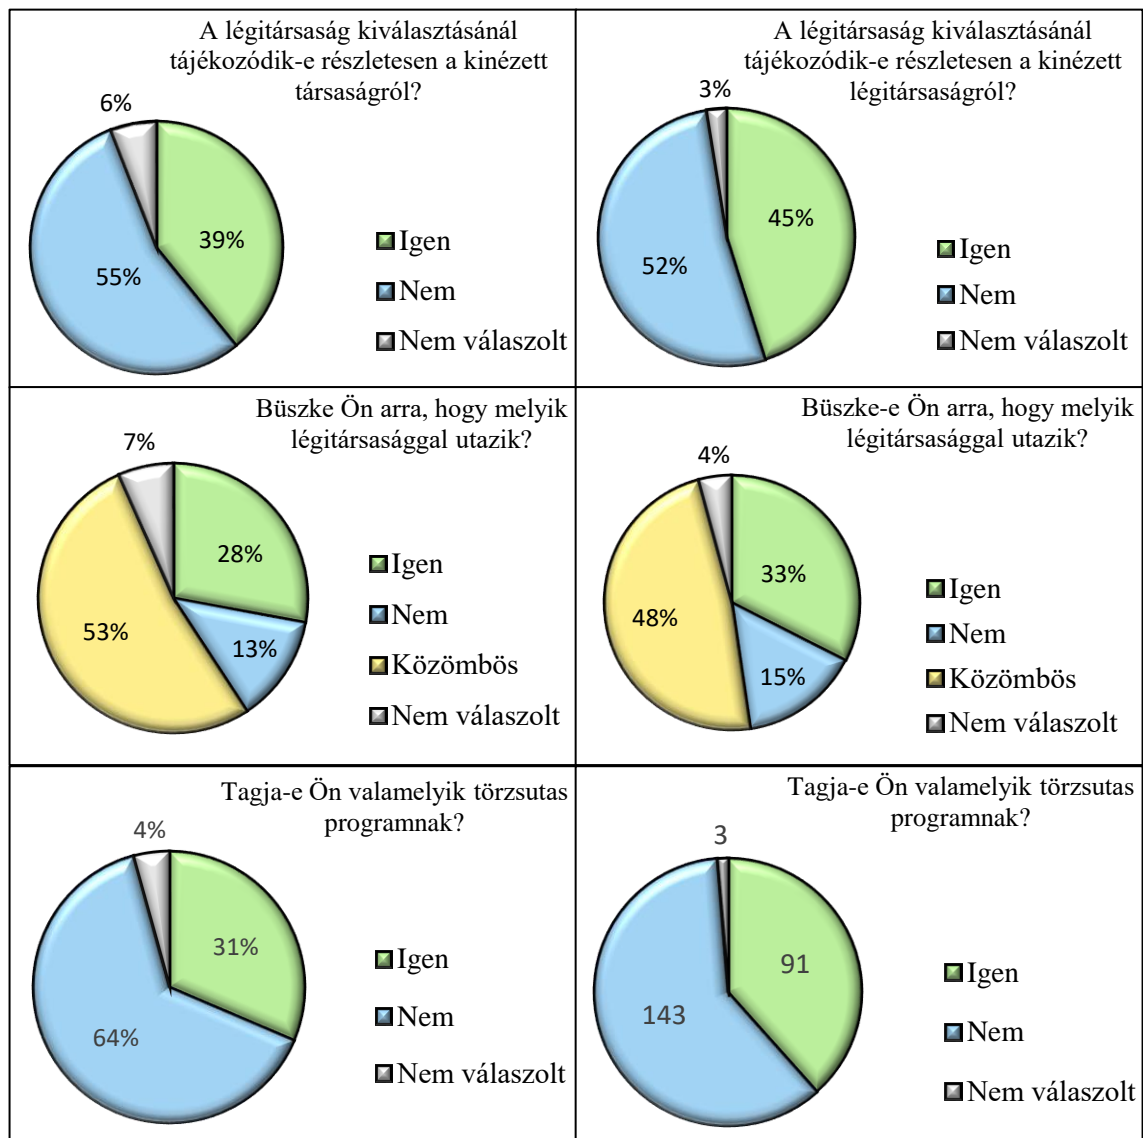 A légitársaság kiválasztásánál
tájékozódik-e részletesen a kinézett
társaságról?
6%
39%
55%
Igen
Nem
Nem válaszolt
A légitársaság kiválasztásánál
tájékozódik-e részletesen a kinézett
légitársaságról?
3%
45%
52%
Igen
Nem
Nem válaszolt
Büszke Ön arra, hogy melyik
légitársasággal utazik?
7%
28%
53%
13%
Igen
Nem
Közömbös
Nem válaszolt
Büszke-e Ön arra, hogy melyik
légitársasággal utazik?
4%
33%
48%
15%
Igen
Nem
Közömbös
Nem válaszolt
Tagja-e Ön valamelyik törzsutas
programnak?
4%
31%
64%
Igen
Nem
Nem válaszolt
Tagja-e Ön valamelyik törzsutas
programnak?
3
91
143
Igen
Nem
Nem válaszolt